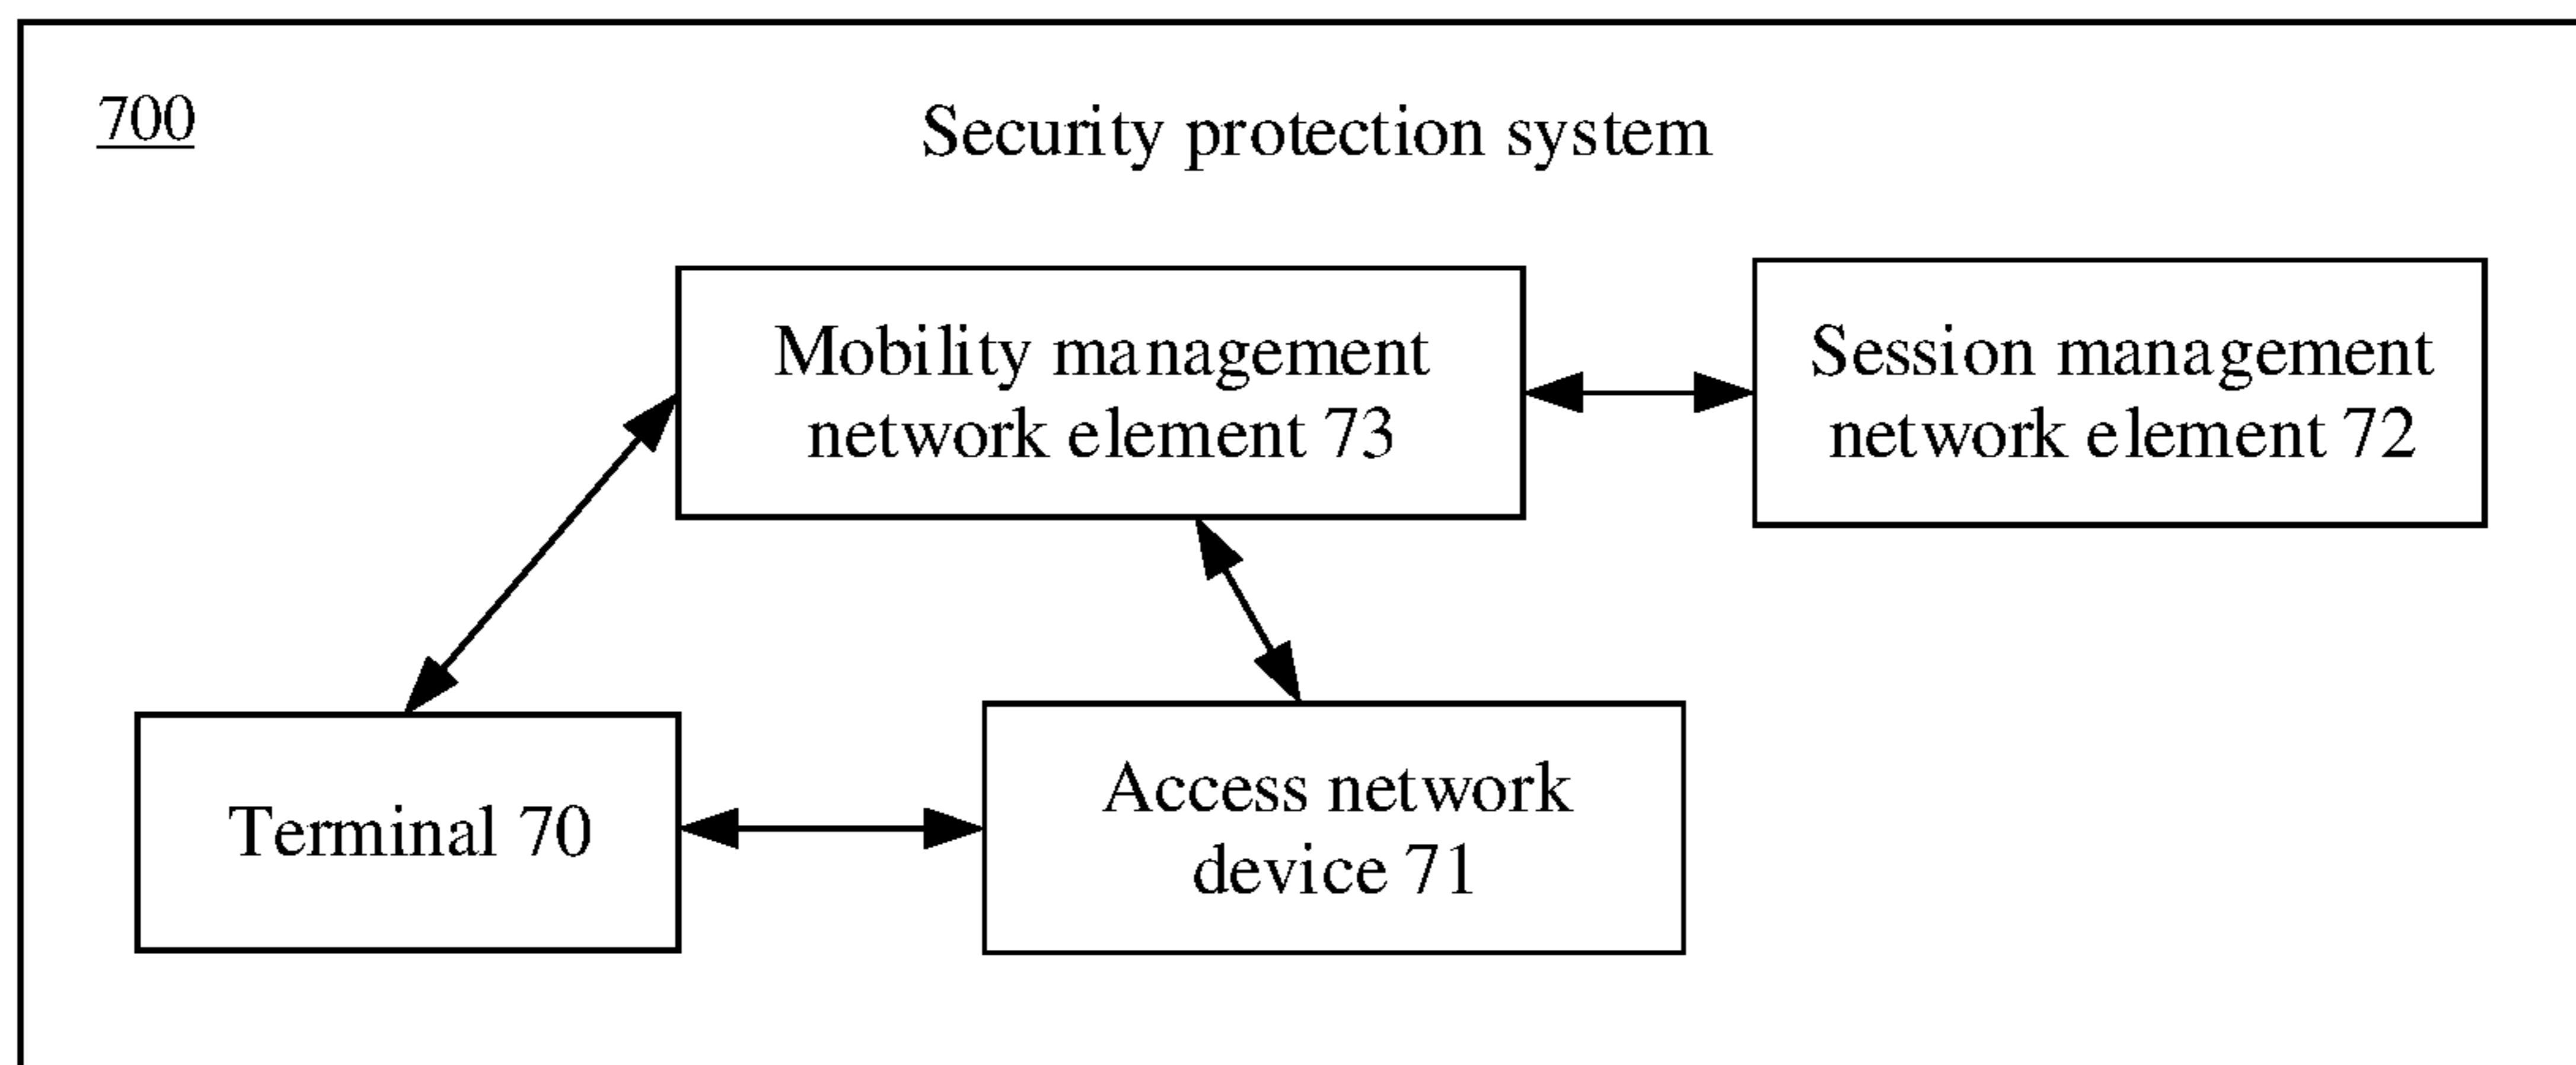 700
Security protection system
Mobility management
network element 73
Session management
network element 72
Terminal 70
Access network
device 71